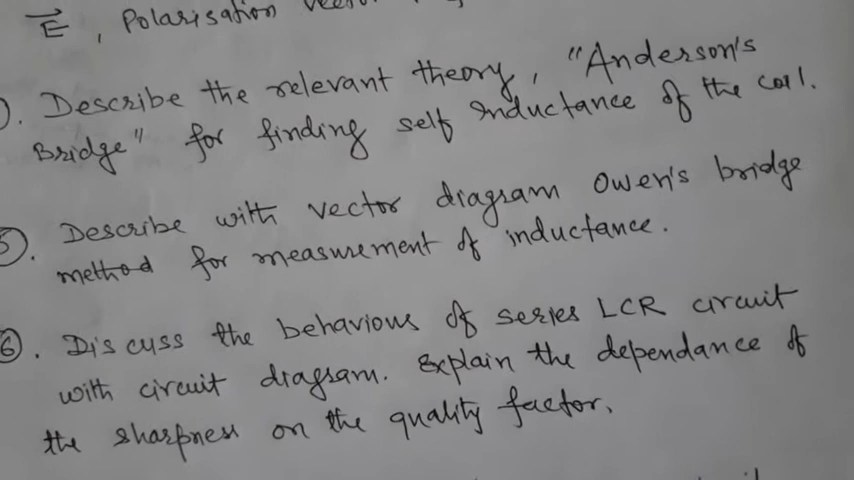 E , Polarisation
). Describe the relevant theory, "Anderson's
Bridge" for finding self Inductance of the coil.
5). Describe with vector diagram Owen's bridge
method for measurement of inductance.
6). Discuss the behaviour of series LCR circuit
with circuit diagram. Explain the dependance of
the sharpness on the quality factor.